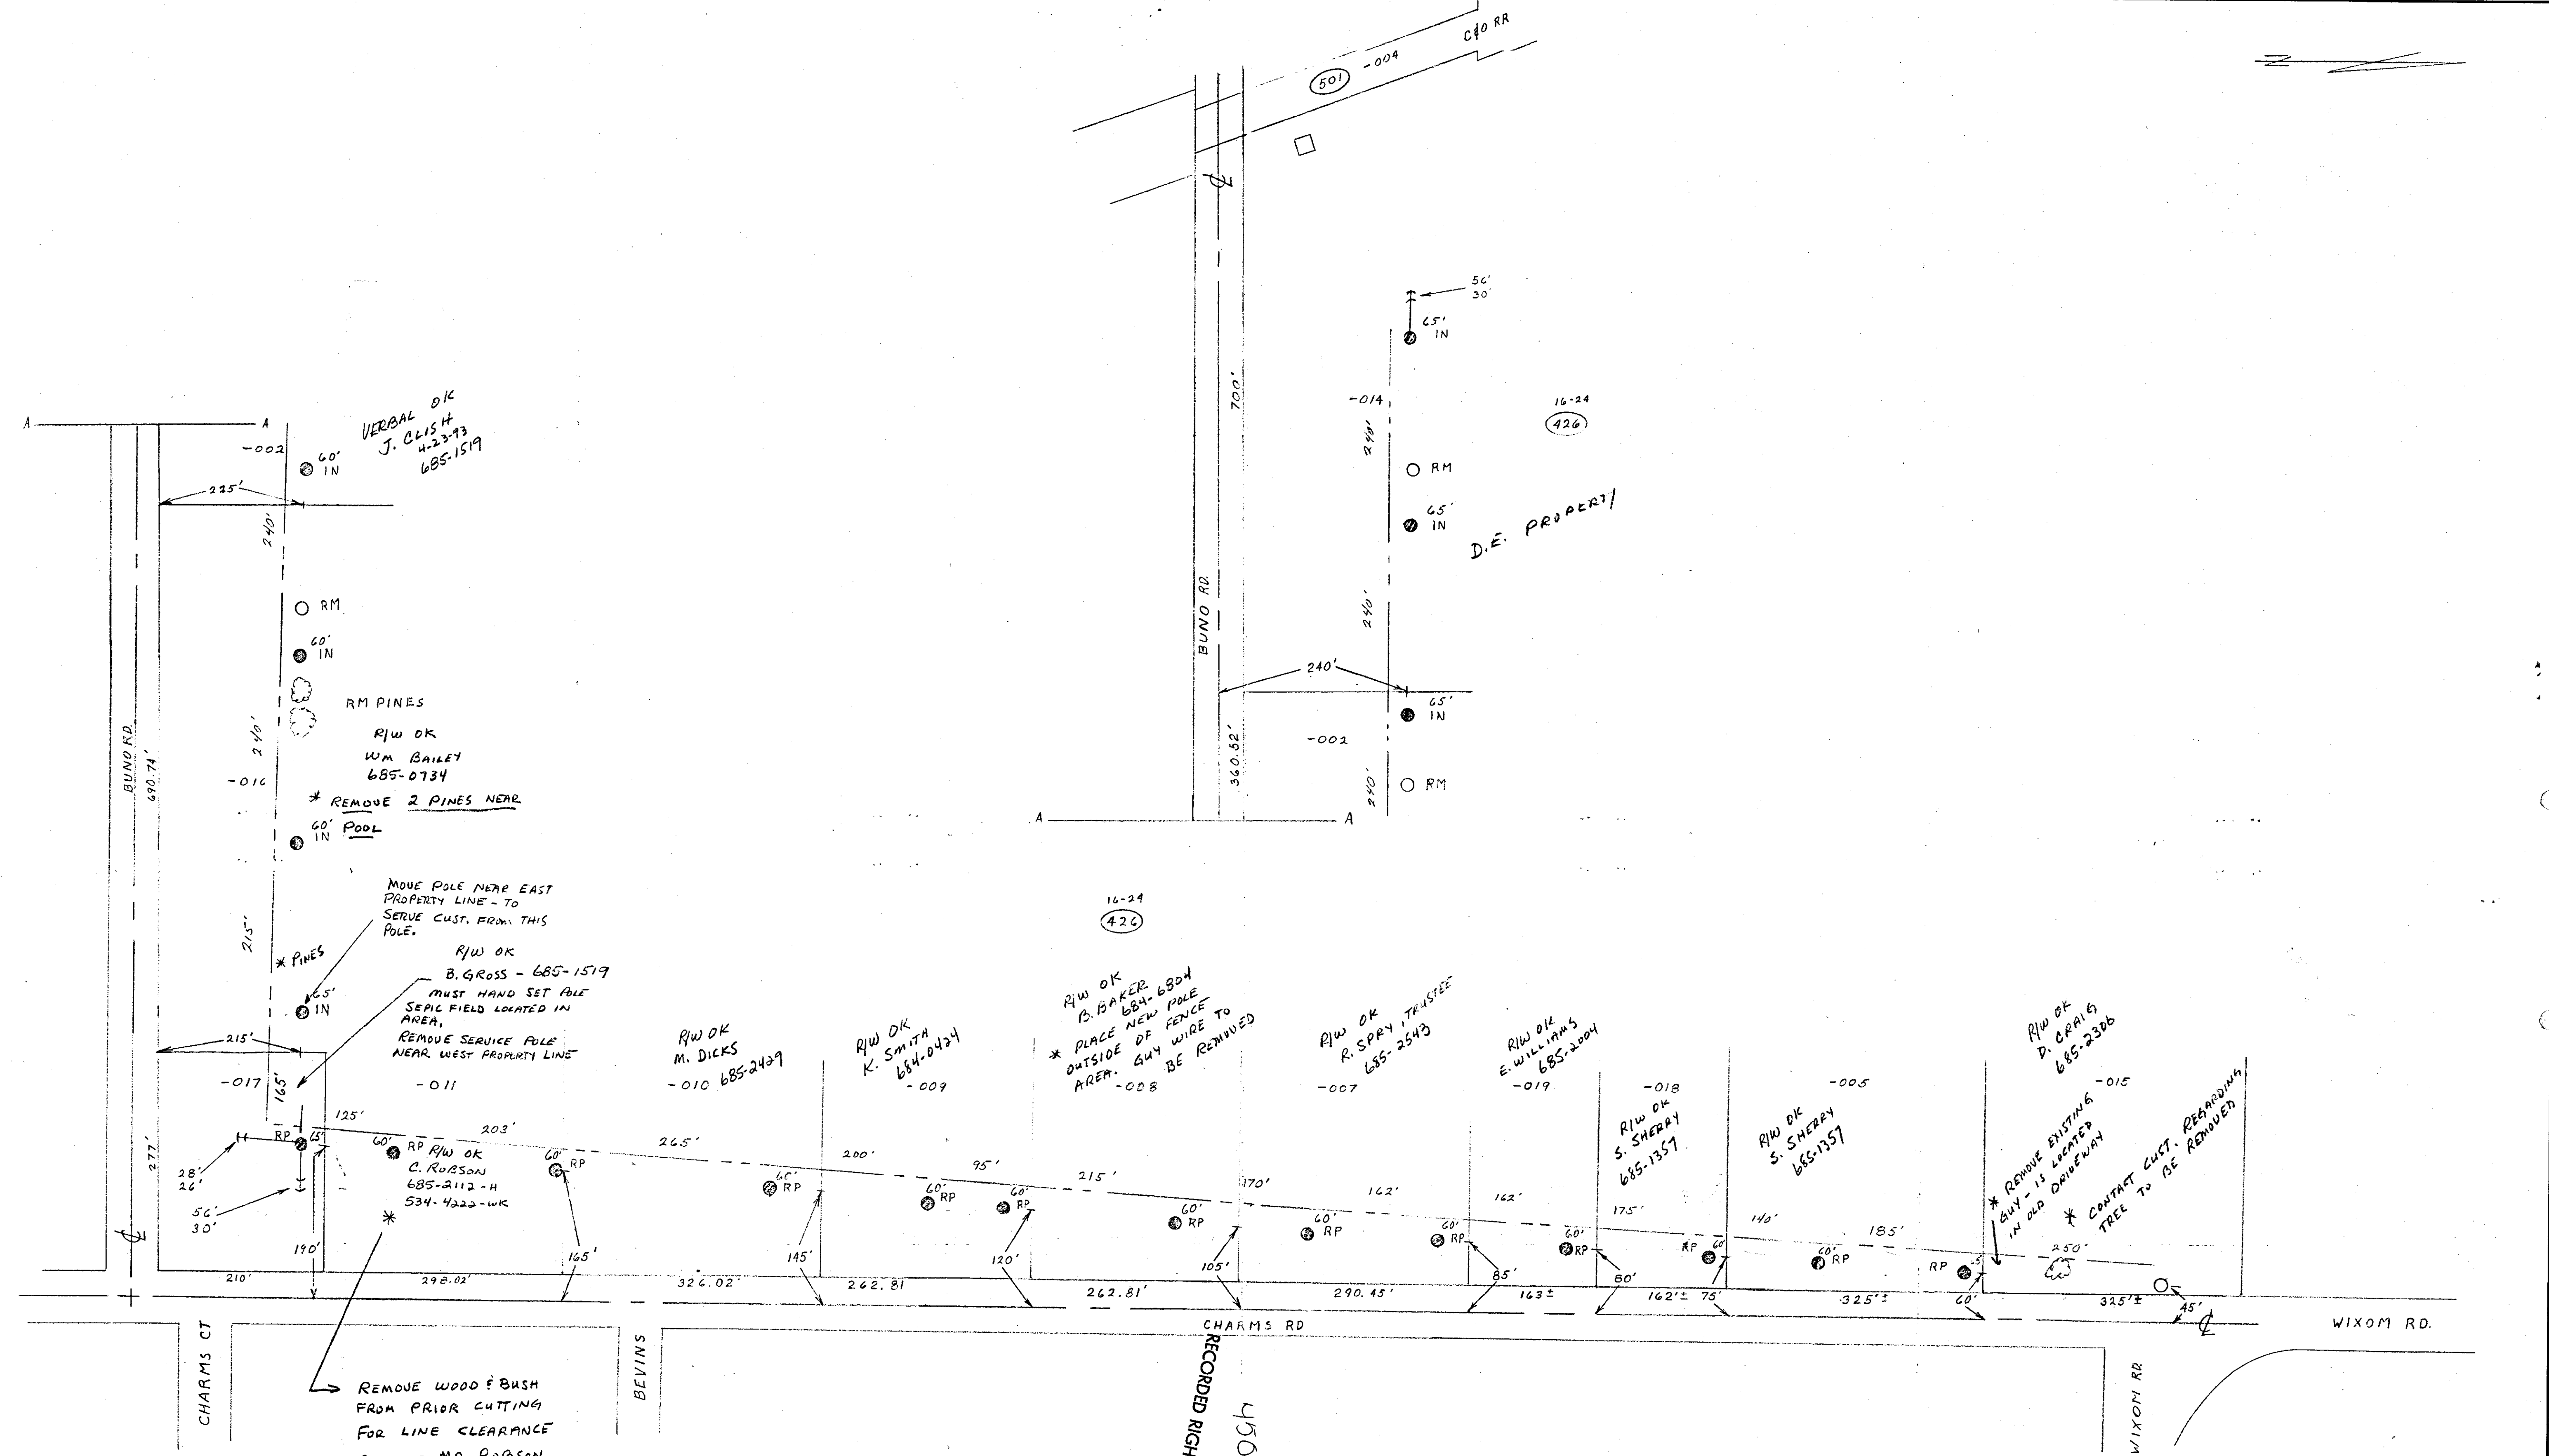 C&O RR
501
-004
56'
30'
65'
IN
700'
-014
16-24
426
240'
RM
65'
IN
D.E. PROPERTY
BUNO RD.
240'
240'
65'
IN
360.52'
-002
240'
RM
A
A
A
A
VERBAL OK
J. CLISH
4-23-93
685-1519
-002
60'
IN
225'
240'
RM
60'
IN
RM PINES
R/W OK
WM BAILEY
685-0734
* REMOVE 2 PINES NEAR
POOL
BUNO RD.
690.74'
240'
-016
60'
IN
MOVE POLE NEAR EAST
PROPERTY LINE - TO
SERVE CUST. FROM THIS
POLE.
215'
* PINES
R/W OK
B. GROSS - 685-1519
MUST HAND SET POLE
SEPIC FIELD LOCATED IN
AREA.
REMOVE SERVICE POLE
NEAR WEST PROPERTY LINE
65'
IN
215'
-017
165'
-011
R/W OK
M. DICKS
685-2429
-010
R/W OK
K. SMITH
684-0424
-009
16-24
426
R/W OK
B. BAKER
684-6804
* PLACE NEW POLE
OUTSIDE OF FENCE
AREA. GUY WIRE TO
BE REMOVED
-008
R/W OK
R. SPRY, TRUSTEE
685-2543
-007
R/W OK
E. WILLIAMS
685-2004
-019
-018
R/W OK
S. SHERRY
685-1357
-005
R/W OK
S. SHERRY
685-1357
R/W OK
D. CRAIG
685-2306
-015
* REMOVE EXISTING
GUY - IS LOCATED
IN OLD DRIVEWAY
* CONTACT CUST. REGARDING
TREE TO BE REMOVED
125'
203'
265'
200'
95'
215'
170'
162'
162'
175'
140'
185'
250'
RP
65'
60'
RP
R/W OK
C. ROBSON
685-2112-H
534-4222-WK
*
60'
RP
60'
RP
60'
RP
60'
RP
60'
RP
60'
RP
60'
RP
60'
RP
RP
60'
60'
RP
RP
65'
28'
26'
56'
30'
277'
190'
165'
145'
120'
105'
85'
80'
75'
60'
45'
210'
298.02'
326.02'
262.81
262.81'
290.45'
163±
162'±
325'±
325'±
CHARMS RD
WIXOM RD.
CHARMS CT
BEVINS
WIXOM RD.
REMOVE WOOD & BUSH
FROM PRIOR CUTTING
FOR LINE CLEARANCE
MR. ROBSON
RECORDED RIGH